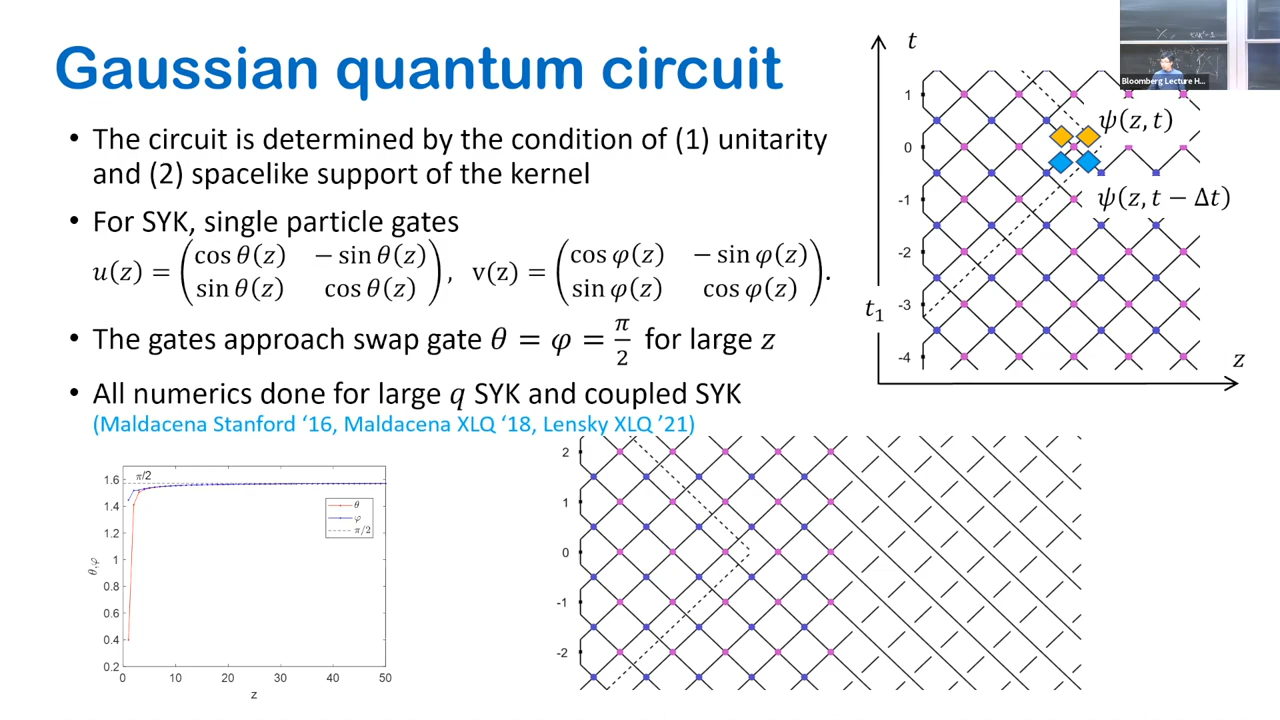 Gaussian quantum circuit
• The circuit is determined by the condition of (1) unitarity
and (2) spacelike support of the kernel
• For SYK, single particle gates
u(z) = (cos θ(z) − sin θ(z)
sin θ(z) cos θ(z)), v(z) = (cos φ(z) − sin φ(z)
sin φ(z) cos φ(z)).
• The gates approach swap gate θ = φ = π/2 for large z
• All numerics done for large q SYK and coupled SYK
(Maldacena Stanford ‘16, Maldacena XLQ ‘18, Lensky XLQ ’21)
π/2
1.6
1.4
1.2
1
0.8
0.6
0.4
0.2
θ,φ
θ
φ
π/2
0 10 20 30 40 50
z
2
1
0
-1
-2
t
1
0
-1
-2
-3
-4
t₁
z
ψ(z, t)
ψ(z, t − Δt)
Bloomberg Lecture H...